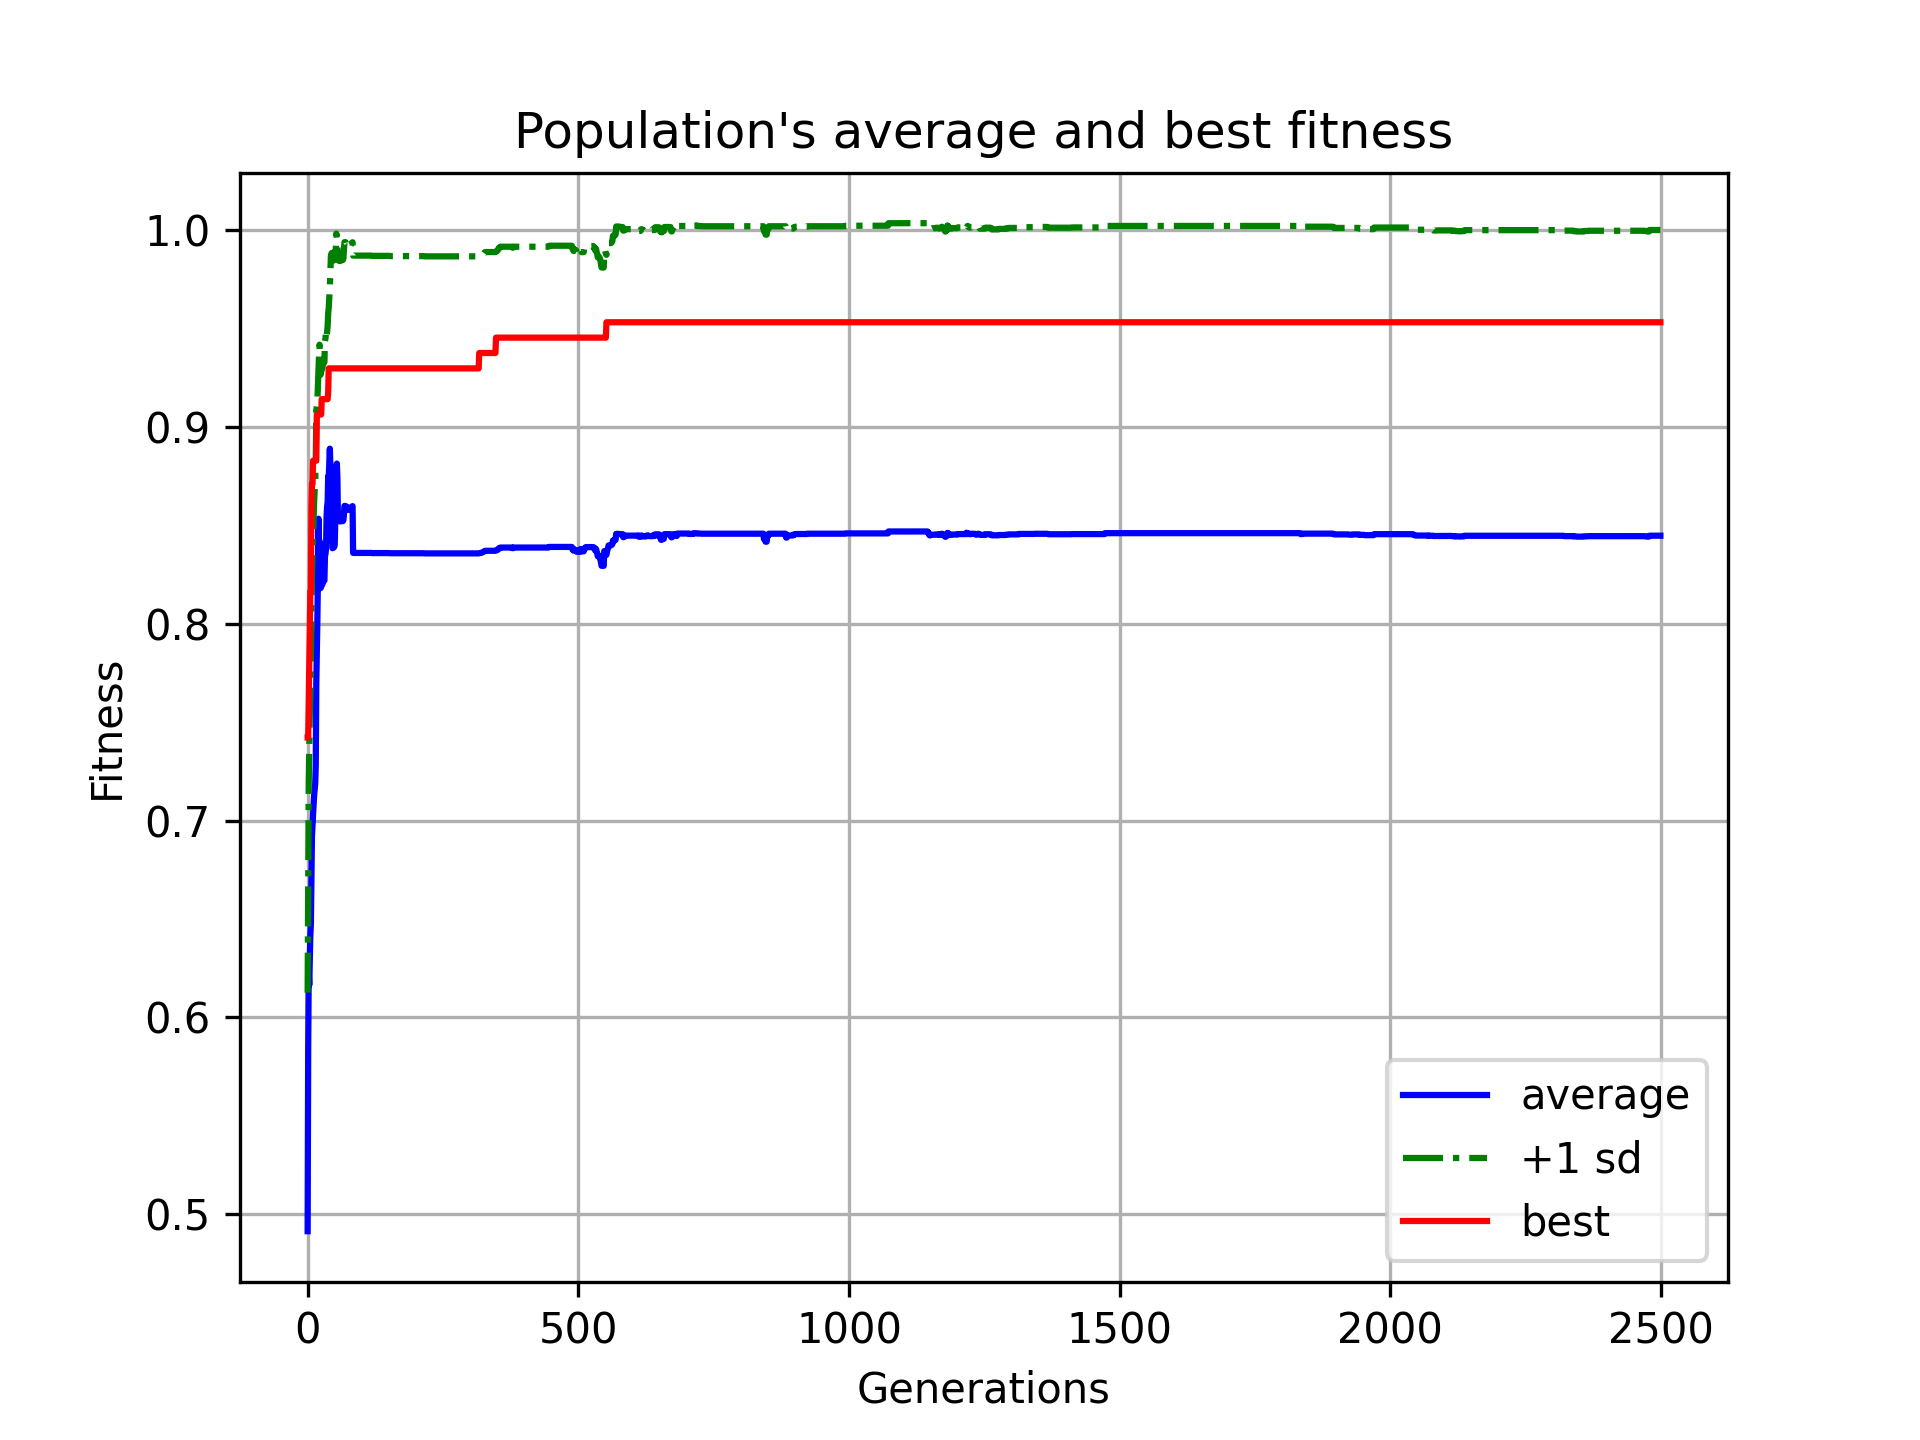 Population's average and best fitness
1.0
0.9
0.8
0.7
0.6
0.5
Fitness
0
500
1000
1500
2000
2500
Generations
average
+1 sd
best